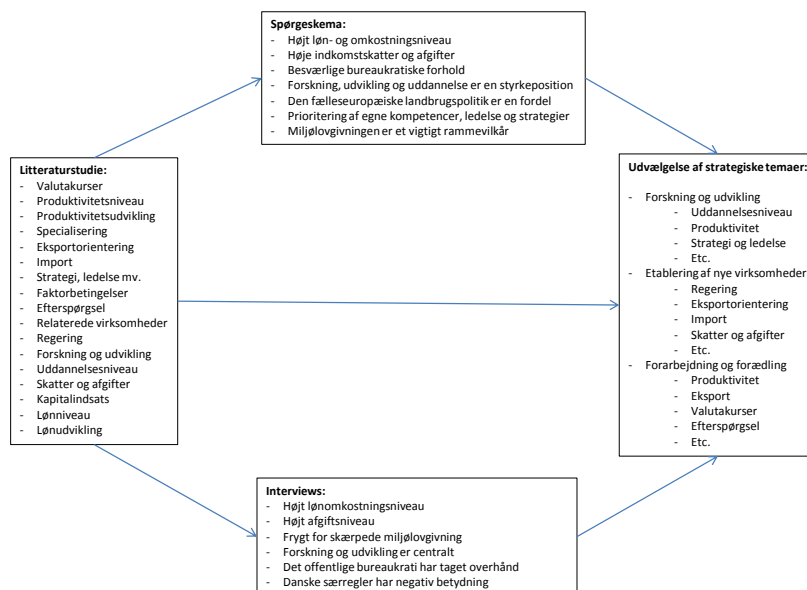 Spørgeskema:
- Højt løn- og omkostningsniveau
- Høje indkomstskatter og afgifter
- Besværlige bureaukratiske forhold
- Forskning, udvikling og uddannelse er en styrkeposition
- Den fælleseuropæiske landbrugspolitik er en fordel
- Prioritering af egne kompetencer, ledelse og strategier
- Miljølovgivningen er et vigtigt rammevilkår
Litteraturstudie:
- Valutakurser
- Produktivitetsniveau
- Produktivitetsudvikling
- Specialisering
- Eksportorientering
- Import
- Strategi, ledelse mv.
- Faktorbetingelser
- Efterspørgsel
- Relaterede virksomheder
- Regering
- Forskning og udvikling
- Uddannelsesniveau
- Skatter og afgifter
- Kapitalindsats
- Lønniveau
- Lønudvikling
Udvælgelse af strategiske temaer:
- Forskning og udvikling
- Uddannelsesniveau
- Produktivitet
- Strategi og ledelse
- Etc.
- Etablering af nye virksomheder
- Regering
- Eksportorientering
- Import
- Skatter og afgifter
- Etc.
- Forarbejdning og forædling
- Produktivitet
- Eksport
- Valutakurser
- Efterspørgsel
- Etc.
Interviews:
- Højt lønomkostningsniveau
- Højt afgiftsniveau
- Frygt for skærpede miljølovgivning
- Forskning og udvikling er centralt
- Det offentlige bureaukrati har taget overhånd
- Danske særregler har negativ betydning